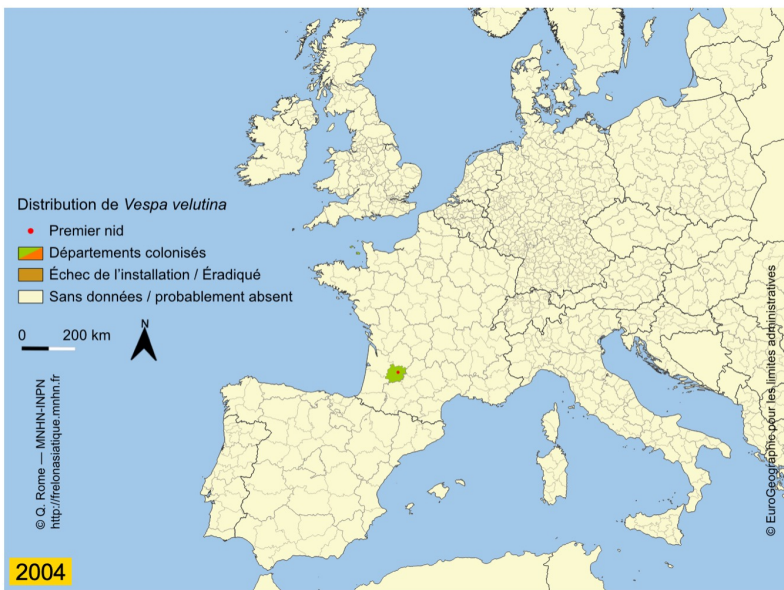 Distribution de Vespa velutina
Premier nid
Départements colonisés
Échec de l'installation / Éradiqué
Sans données / probablement absent
0 200 km
N
© Q. Rome — MNHN-INPN
http://frelonasiatique.mnhn.fr
© EuroGeographic pour les limites administratives
2004